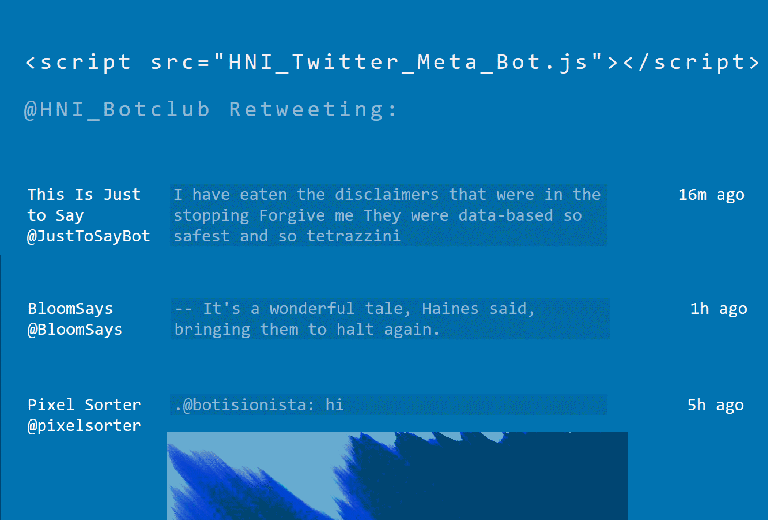 <script src="HNI_Twitter_Meta_Bot.js"></script>
@HNI_Botclub Retweeting:
This Is Just
to Say
@JustToSayBot
I have eaten the disclaimers that were in the
stopping Forgive me They were data-based so
safest and so tetrazzini
16m ago
BloomSays
@BloomSays
-- It's a wonderful tale, Haines said,
bringing them to halt again.
1h ago
Pixel Sorter
@pixelsorter
.@botisionista: hi
5h ago